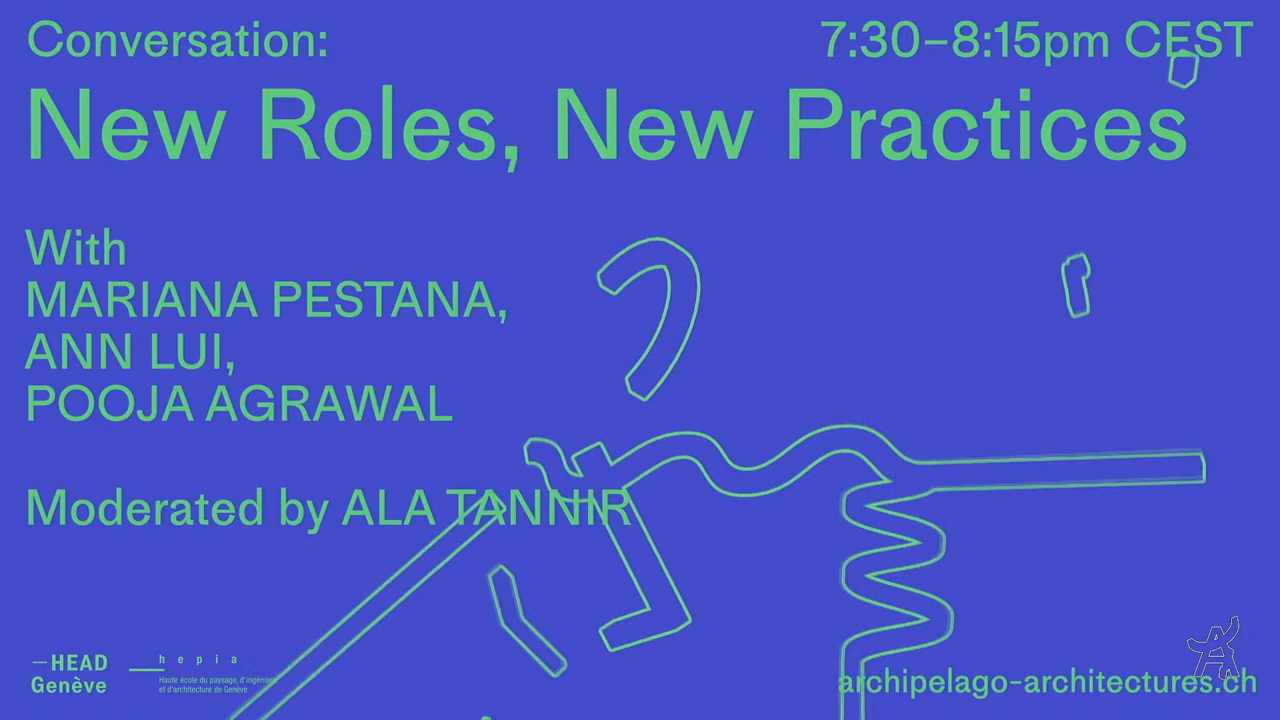 Conversation:
7:30–8:15pm CEST
New Roles, New Practices
With
MARIANA PESTANA,
ANN LUI,
POOJA AGRAWAL
Moderated by ALA TANNIR
—HEAD
Genève
hepia
Haute école du paysage, d'ingénierie
et d'architecture de Genève
archipelago-architectures.ch